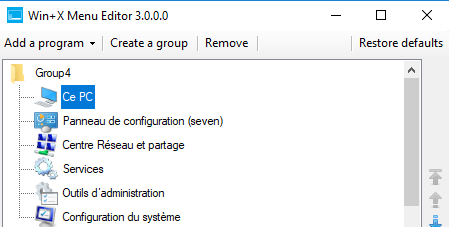 Win+X Menu Editor 3.0.0.0
Add a program Create a group Remove Restore defaults
Group4
Ce PC
Panneau de configuration (seven)
Centre Réseau et partage
Services
Outils d'administration
Configuration du système